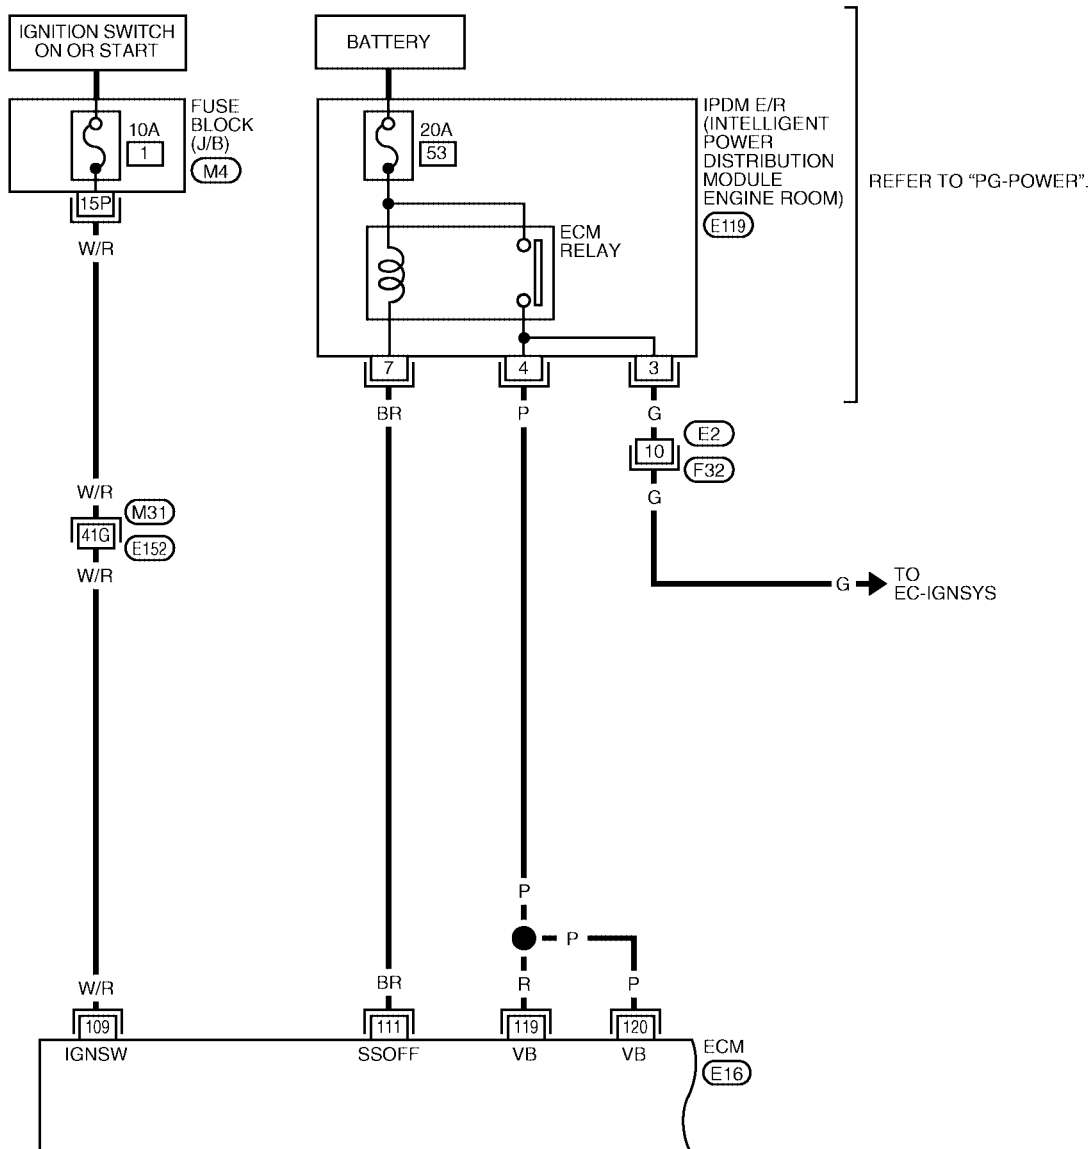 IGNITION SWITCH
ON OR START
BATTERY
FUSE
BLOCK
(J/B)
M4
10A
1
15P
W/R
20A
53
IPDM E/R
(INTELLIGENT
POWER
DISTRIBUTION
MODULE
ENGINE ROOM)
E119
REFER TO “PG-POWER”.
ECM
RELAY
7
4
3
BR
P
G
E2
10
F32
G
W/R
M31
41G
E152
W/R
G
TO
EC-IGNSYS
P
P
W/R
BR
R
P
109
111
119
120
IGNSW
SSOFF
VB
VB
ECM
E16